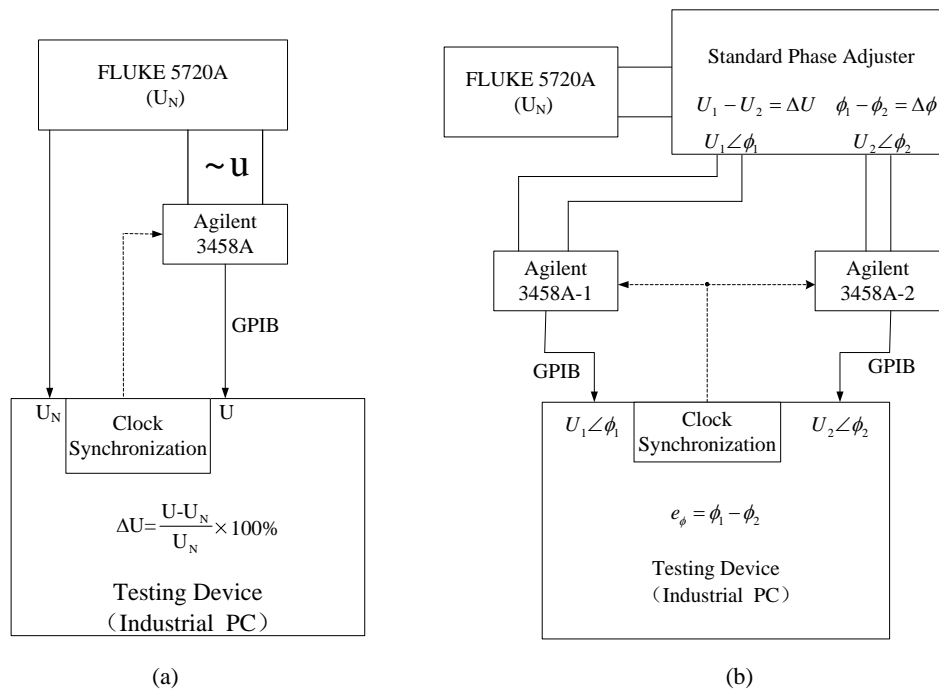 FLUKE 5720A
(U_N)
~u
Agilent
3458A
GPIB
U_N
U
Clock
Synchronization
ΔU=(U-U_N)/U_N×100%
Testing Device
（Industrial PC）
(a)
FLUKE 5720A
(U_N)
Standard Phase Adjuster
U_1 − U_2 = ΔU ϕ_1 − ϕ_2 = Δϕ
U_1∠ϕ_1
U_2∠ϕ_2
Agilent
3458A-1
Agilent
3458A-2
GPIB
GPIB
U_1∠ϕ_1
Clock
Synchronization
U_2∠ϕ_2
e_ϕ = ϕ_1 − ϕ_2
Testing Device
（Industrial PC）
(b)